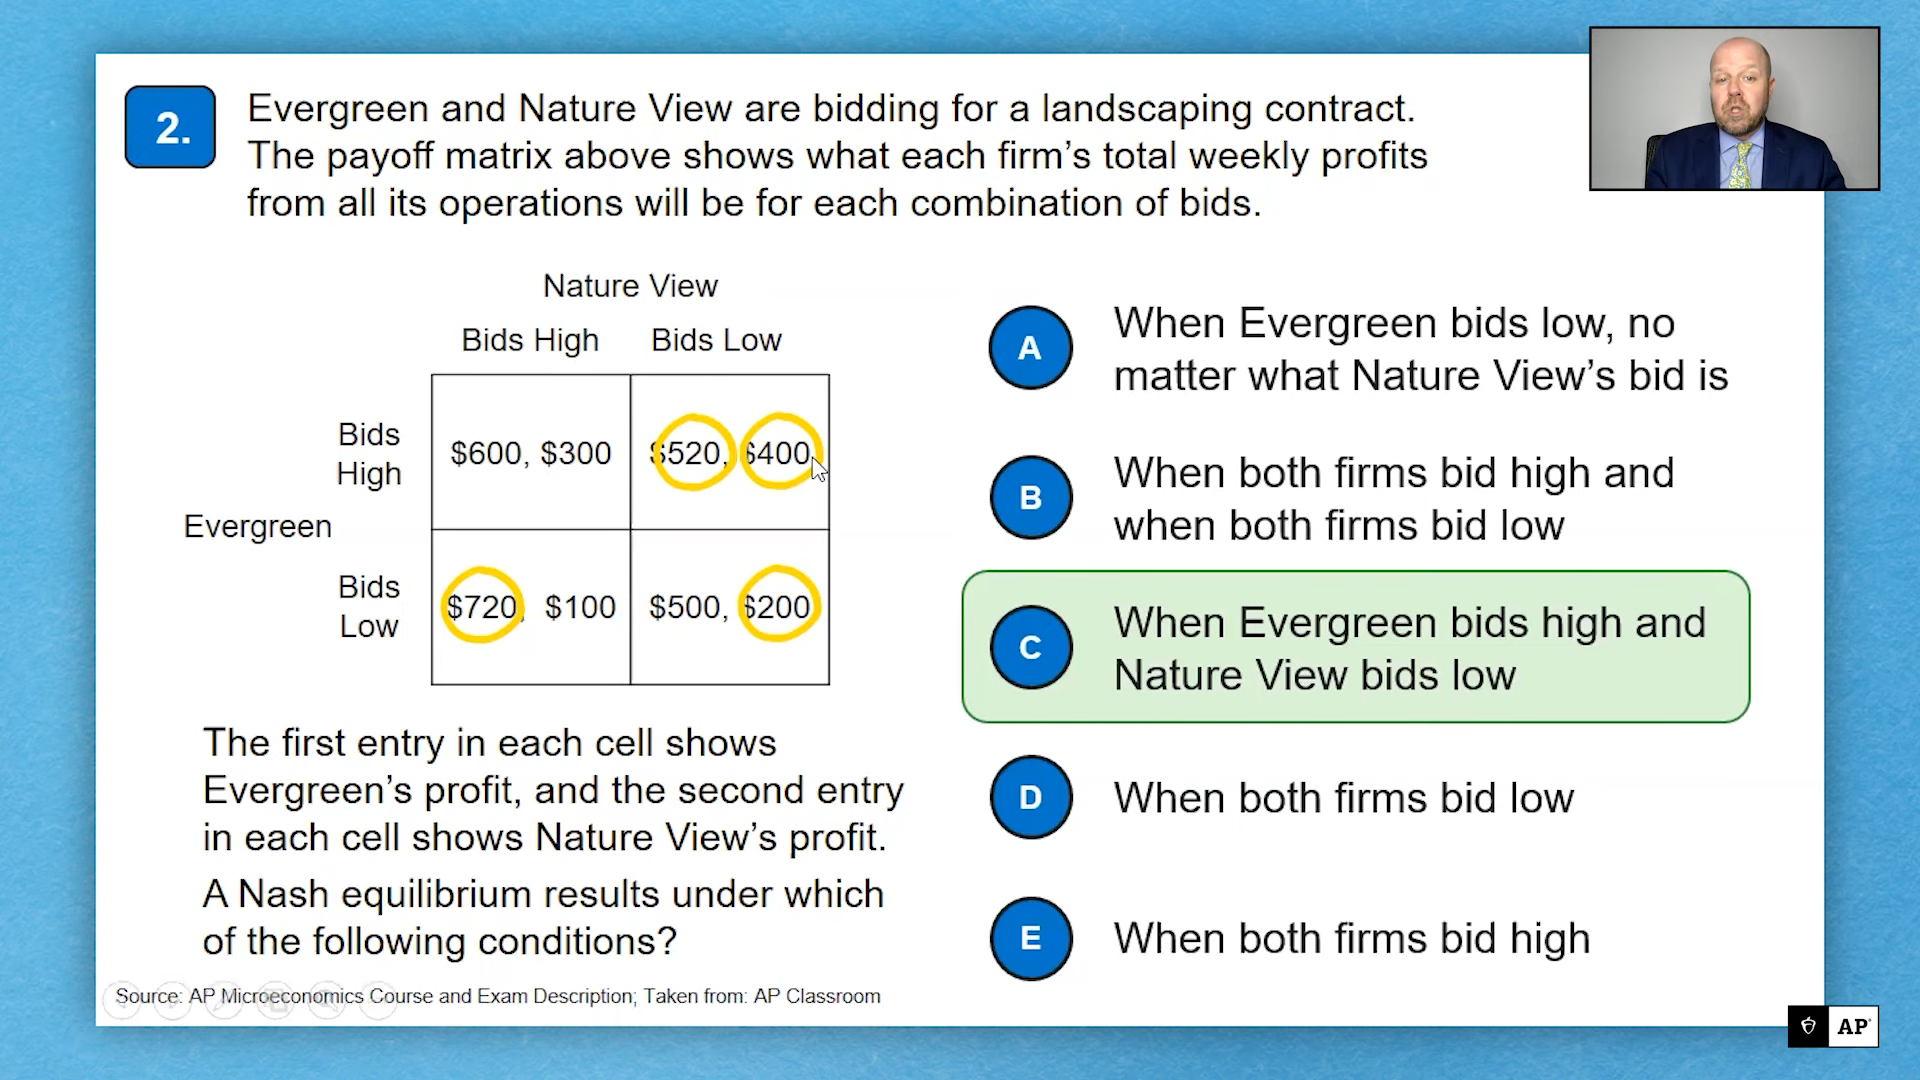 2.
Evergreen and Nature View are bidding for a landscaping contract.
The payoff matrix above shows what each firm's total weekly profits
from all its operations will be for each combination of bids.
Nature View
Bids High Bids Low
Bids
High
$600, $300 $520, $400
Evergreen
Bids
Low
$720, $100 $500, $200
The first entry in each cell shows
Evergreen's profit, and the second entry
in each cell shows Nature View's profit.
A Nash equilibrium results under which
of the following conditions?
Source: AP Microeconomics Course and Exam Description; Taken from: AP Classroom
A
When Evergreen bids low, no
matter what Nature View's bid is
B
When both firms bid high and
when both firms bid low
C
When Evergreen bids high and
Nature View bids low
D
When both firms bid low
E
When both firms bid high
AP